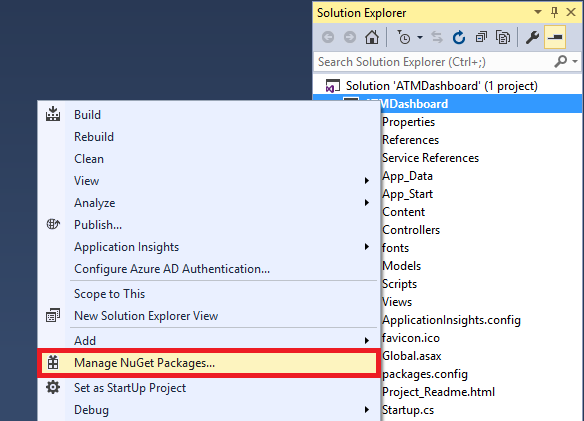 Solution Explorer
Search Solution Explorer (Ctrl+;)
Solution 'ATMDashboard' (1 project)
ATMDashboard
Properties
References
Service References
App_Data
App_Start
Content
Controllers
fonts
Models
Scripts
Views
ApplicationInsights.config
favicon.ico
Global.asax
packages.config
Project_Readme.html
Startup.cs
Build
Rebuild
Clean
View
Analyze
Publish...
Application Insights
Configure Azure AD Authentication...
Scope to This
New Solution Explorer View
Add
Manage NuGet Packages...
Set as StartUp Project
Debug